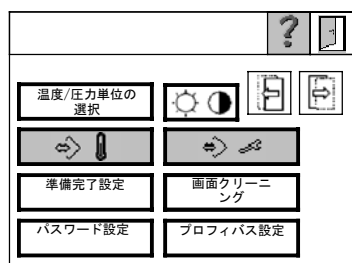 ?
温度/圧力単位の
選択
準備完了設定
画面クリーニ
ング
パスワード設定
プロフィバス設定